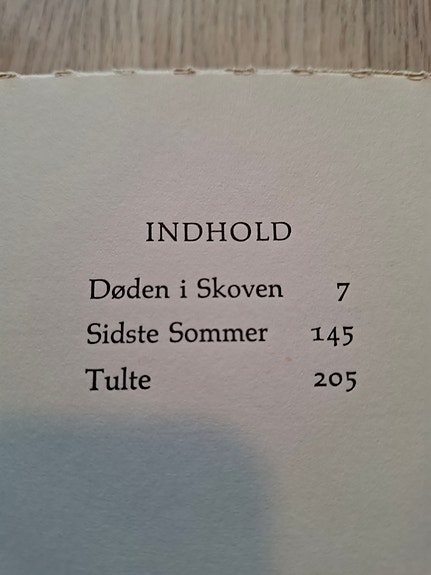 INDHOLD
Døden i Skoven 7
Sidste Sommer 145
Tulte 205